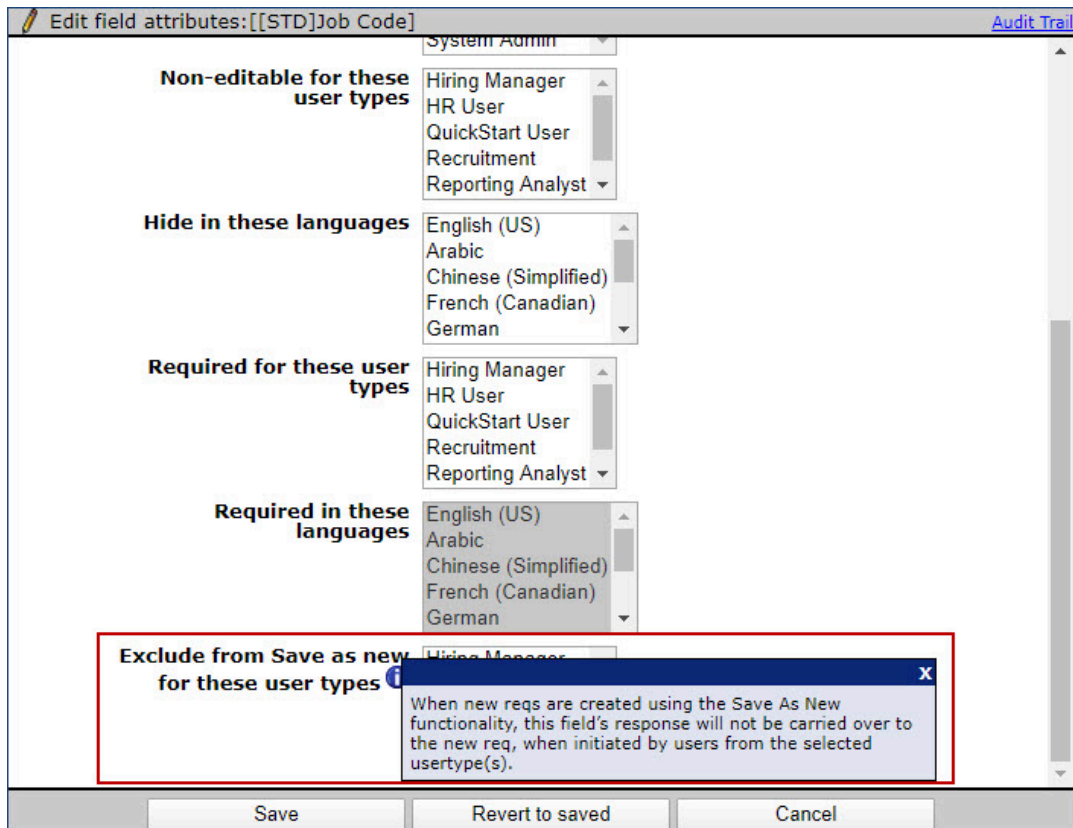 Edit field attributes:[[STD]Job Code]
Audit Trail
System Admin
Non-editable for these
user types
Hiring Manager
HR User
QuickStart User
Recruitment
Reporting Analyst
Hide in these languages
English (US)
Arabic
Chinese (Simplified)
French (Canadian)
German
Required for these user
types
Hiring Manager
HR User
QuickStart User
Recruitment
Reporting Analyst
Required in these
languages
English (US)
Arabic
Chinese (Simplified)
French (Canadian)
German
Exclude from Save as new
for these user types
Hiring Manager
X
When new reqs are created using the Save As New
functionality, this field's response will not be carried over to
the new req, when initiated by users from the selected
usertype(s).
Save
Revert to saved
Cancel